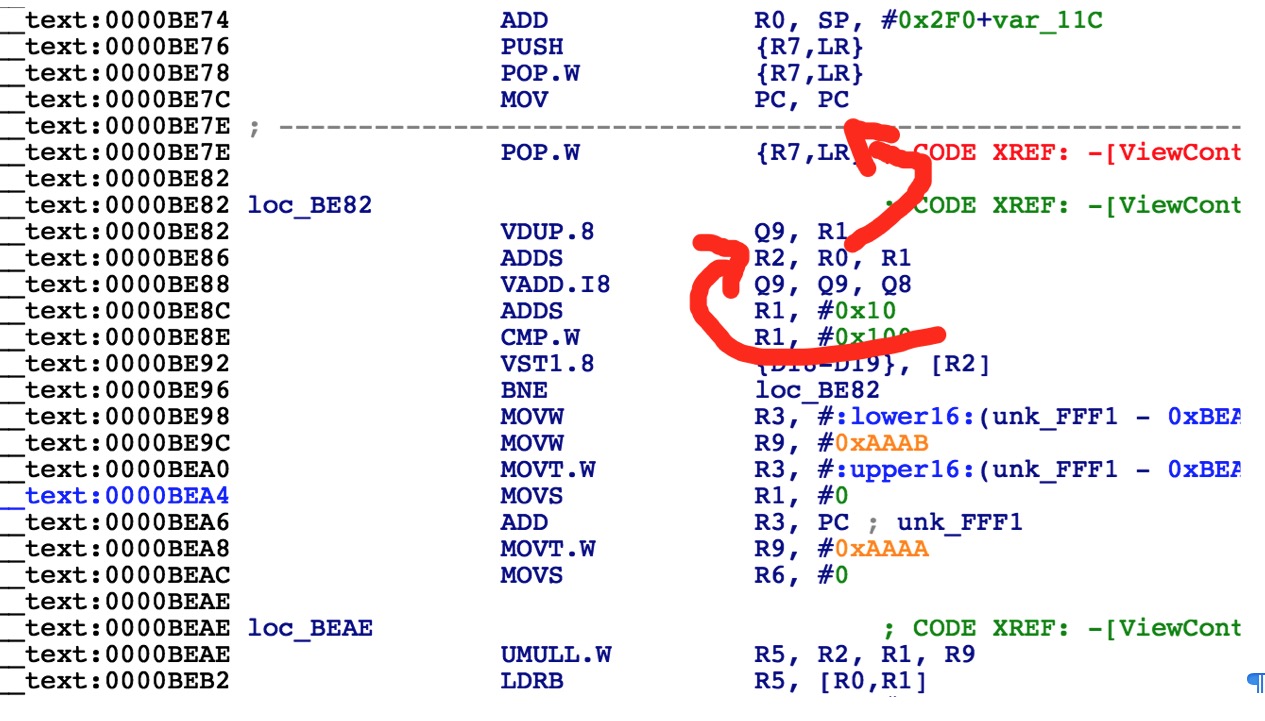 __text:0000BE74 ADD R0, SP, #0x2F0+var_11C
__text:0000BE76 PUSH {R7,LR}
__text:0000BE78 POP.W {R7,LR}
__text:0000BE7C MOV PC, PC
__text:0000BE7E ; ---------------------------------------------------------------------------
__text:0000BE7E POP.W {R7,LR CODE XREF: -[ViewCont
__text:0000BE82
__text:0000BE82 loc_BE82 ; CODE XREF: -[ViewCont
__text:0000BE82 VDUP.8 Q9, R1
__text:0000BE86 ADDS R2, R0, R1
__text:0000BE88 VADD.I8 Q9, Q9, Q8
__text:0000BE8C ADDS R1, #0x10
__text:0000BE8E CMP.W R1, #0x100
__text:0000BE92 VST1.8 {D18-D19}, [R2]
__text:0000BE96 BNE loc_BE82
__text:0000BE98 MOVW R3, #:lower16:(unk_FFF1 - 0xBEA
__text:0000BE9C MOVW R9, #0xAAAB
__text:0000BEA0 MOVT.W R3, #:upper16:(unk_FFF1 - 0xBEA
__text:0000BEA4 MOVS R1, #0
__text:0000BEA6 ADD R3, PC ; unk_FFF1
__text:0000BEA8 MOVT.W R9, #0xAAAA
__text:0000BEAC MOVS R6, #0
__text:0000BEAE
__text:0000BEAE loc_BEAE ; CODE XREF: -[ViewCont
__text:0000BEAE UMULL.W R5, R2, R1, R9
__text:0000BEB2 LDRB R5, [R0,R1] ¶